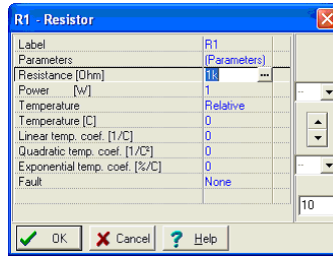 R1 - Resistor
Label R1
Parameters (Parameters)
Resistance [Ohm] 1k ...
Power [W] 1
Temperature Relative
Temperature [C] 0
Linear temp. coef. [1/C] 0
Quadratic temp. coef. [1/C²] 0
Exponential temp. coef. [%/C] 0
Fault None
10
OK Cancel ? Help